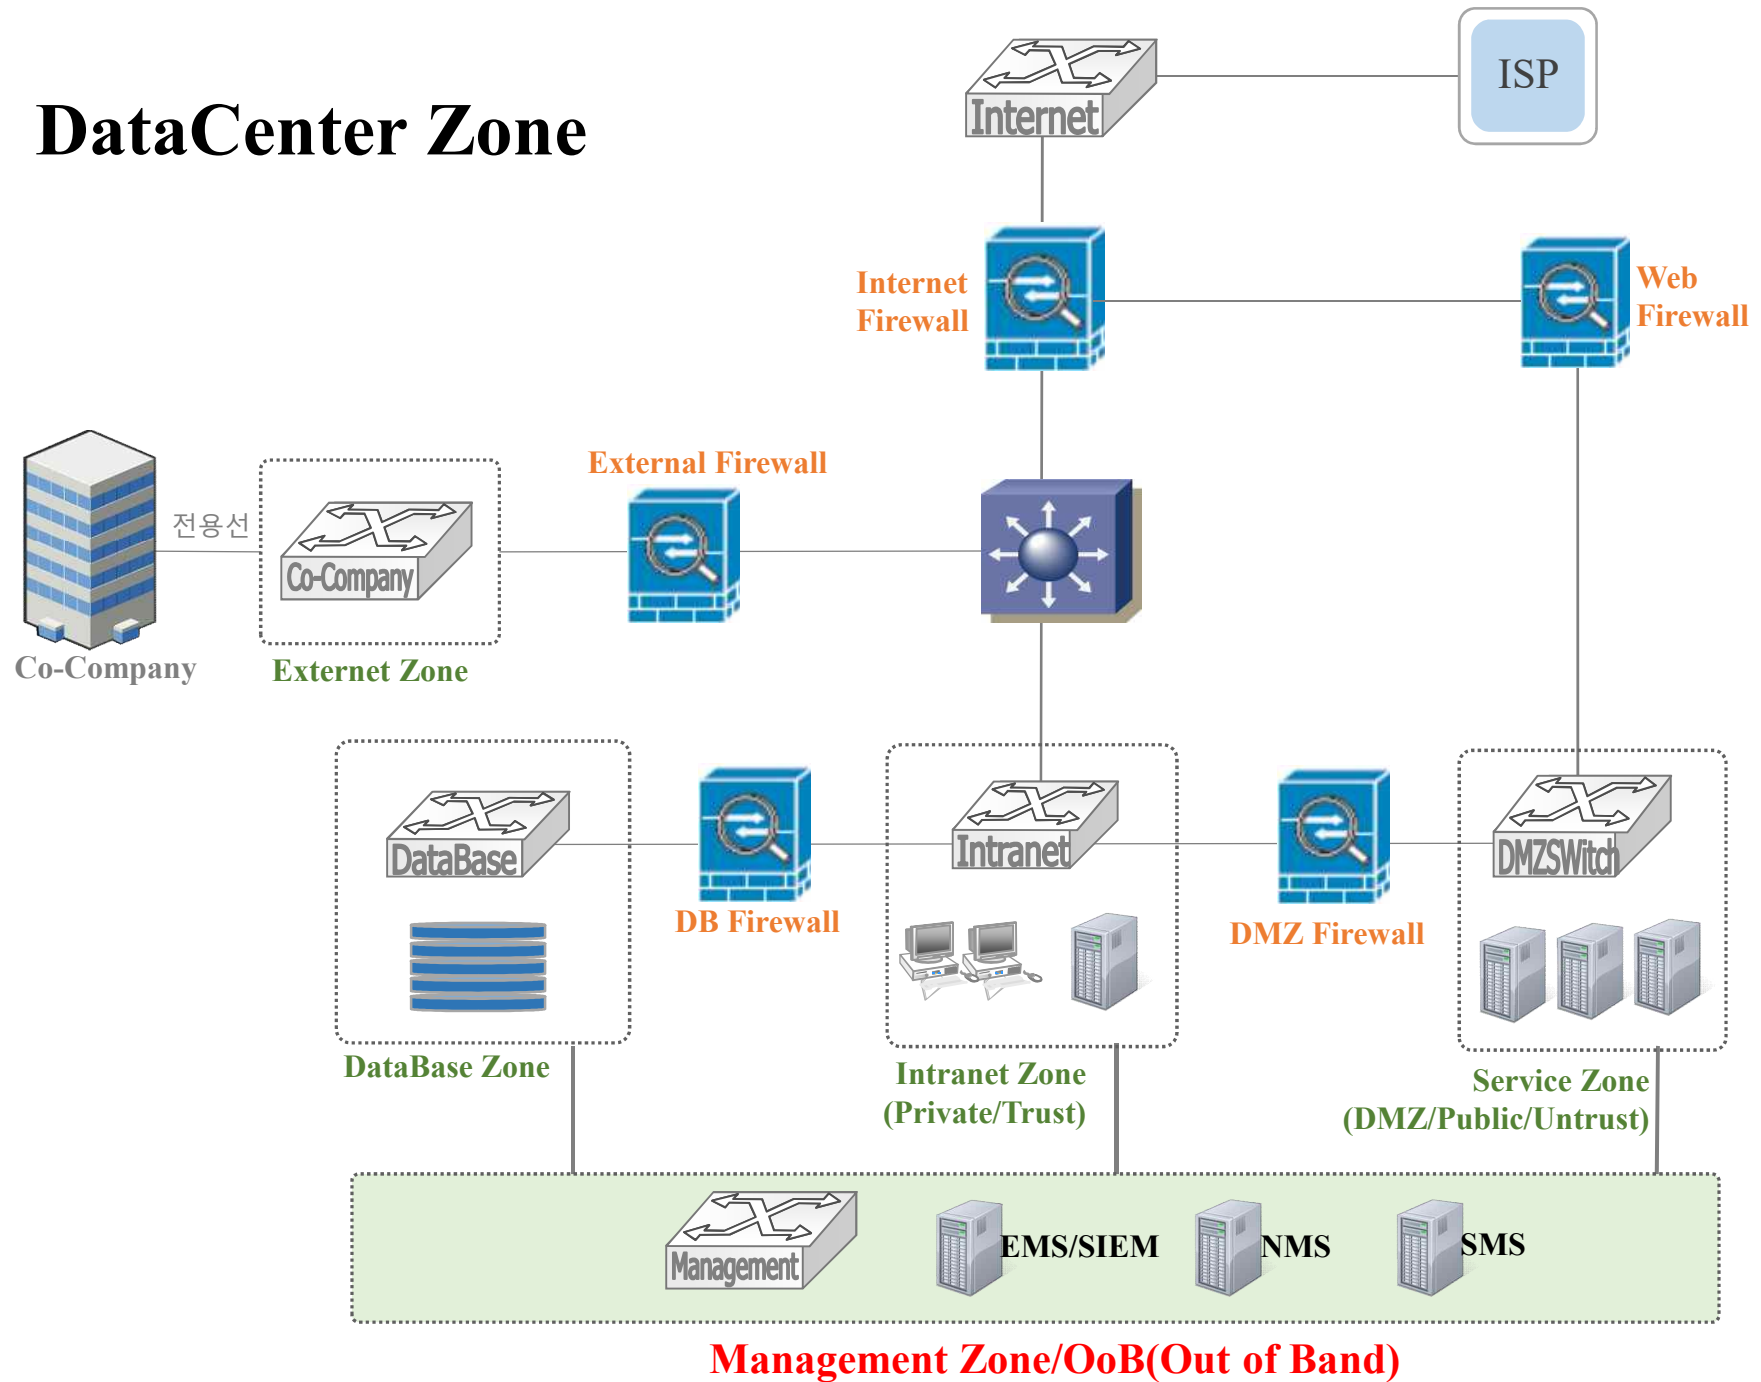 ISP
Internet
DataCenter Zone
Internet
Firewall
Web
Firewall
External Firewall
전용선
Co-Company
Co-Company
Externet Zone
DataBase
Intranet
DMZSWitch
DB Firewall
DMZ Firewall
DataBase Zone
Intranet Zone
(Private/Trust)
Service Zone
(DMZ/Public/Untrust)
Management
EMS/SIEM
NMS
SMS
Management Zone/OoB(Out of Band)